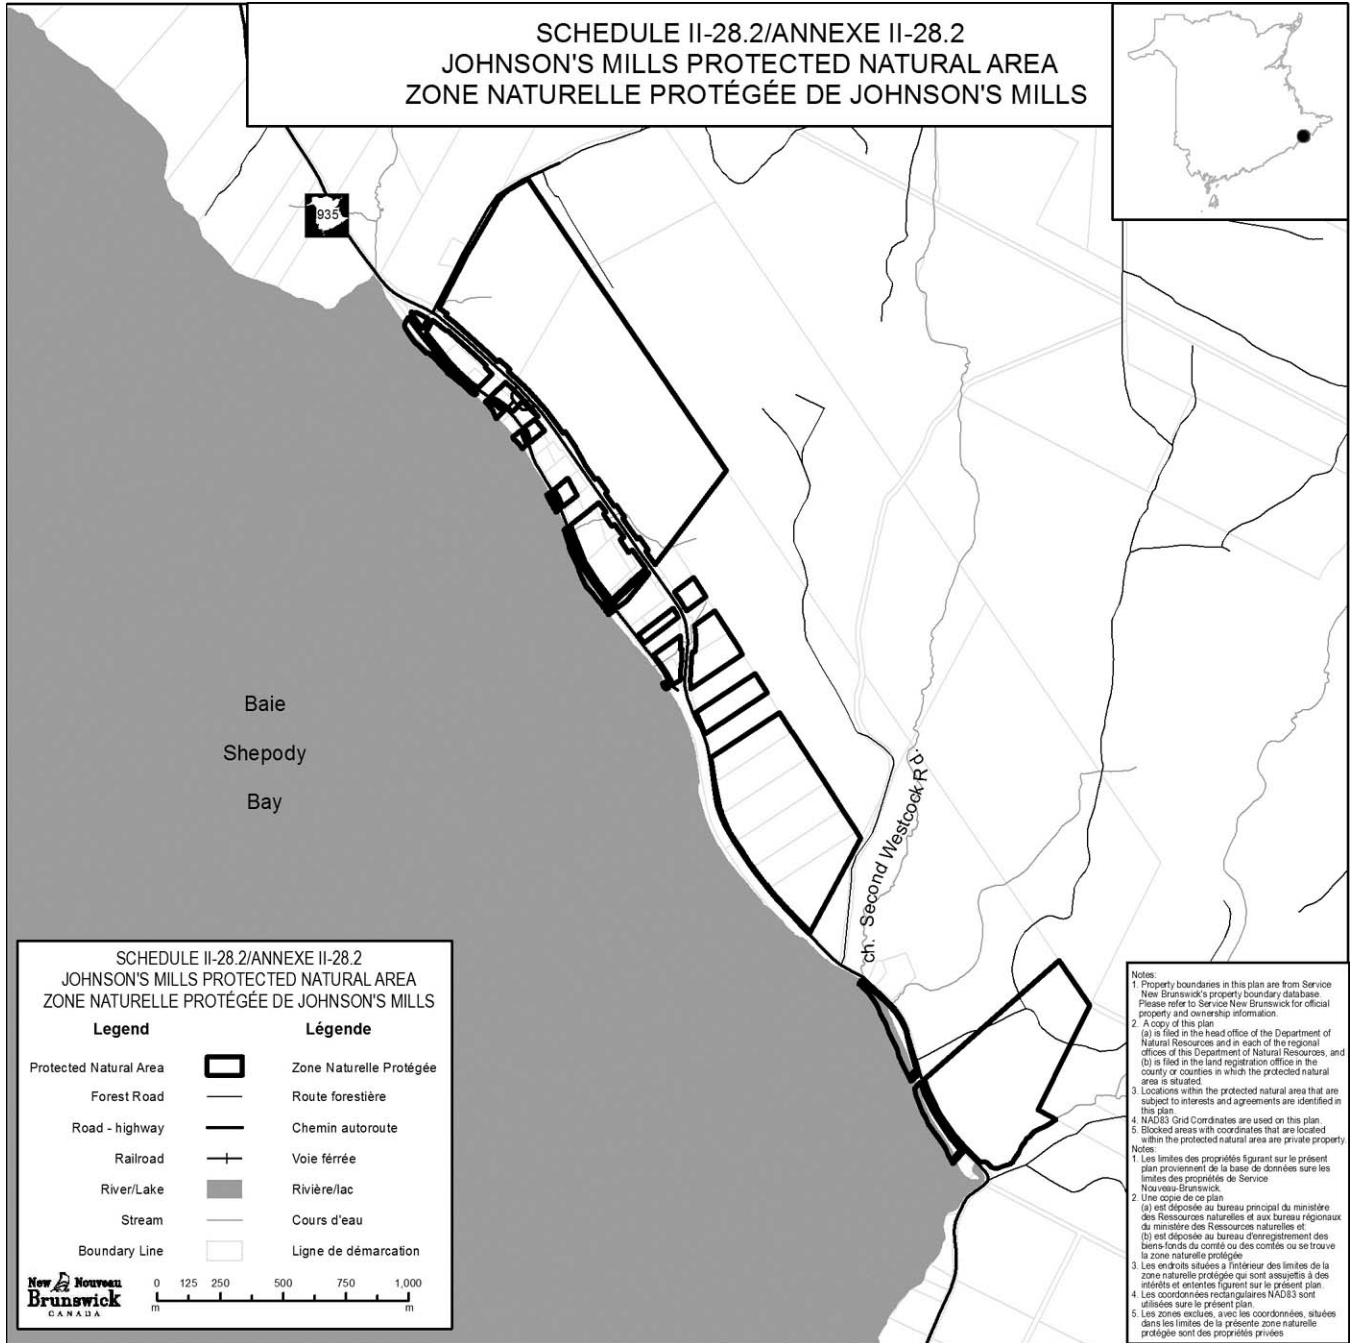 SCHEDULE II-28.2/ANNEXE II-28.2
JOHNSON'S MILLS PROTECTED NATURAL AREA
ZONE NATURELLE PROTÉGÉE DE JOHNSON'S MILLS
935
Baie
Shepody
Bay
ch. Second Westcock Rd.
SCHEDULE II-28.2/ANNEXE II-28.2
JOHNSON'S MILLS PROTECTED NATURAL AREA
ZONE NATURELLE PROTÉGÉE DE JOHNSON'S MILLS
Legend Légende
Protected Natural Area Zone Naturelle Protégée
Forest Road Route forestière
Road - highway Chemin autoroute
Railroad Voie férrée
River/Lake Rivière/lac
Stream Cours d'eau
Boundary Line Ligne de démarcation
New Nouveau
Brunswick
CANADA
0 125 250 500 750 1,000
m m
Notes:
1. Property boundaries in this plan are from Service
New Brunswick's property boundary database.
Please refer to Service New Brunswick for official
property and ownership information.
2. A copy of this plan
(a) is filed in the head office of the Department of
Natural Resources and in each of the regional
offices of this Department of Natural Resources, and
(b) is filed in the land registration offfice in the
county or counties in which the protected natural
area is situated.
3. Locations within the protected natural area that are
subject to interests and agreements are identified in
this plan.
4. NAD83 Grid Corrdinates are used on this plan.
5. Blocked areas with coordinates that are located
within the protected natural area are private property.
Notes:
1. Les limites des propriétés figurant sur le présent
plan proviennent de la base de données sure les
limites des propriétés de Service
Nouveau-Brunswick.
2. Une copie de ce plan
(a) est déposée au bureau principal du ministère
des Ressources naturelles et aux bureau régionaux
du ministère des Ressources naturelles et:
(b) est déposée au bureau d'enregistrement des
biens-fonds du comté ou des comtés ou se trouve
la zone naturelle protégée
3. Les endroits situées a l'intérieur des limites de la
zone naturelle protégée qui sont assujettis à des
intérêts et ententes figurent sur le présent plan.
4. Les coordonnées rectangulaires NAD83 sont
utilisées sure le présent plan.
5. Les zones exclues, avec les coordonnées, situées
dans les limites de la présente zone naturelle
protégée sont des propriétés privées